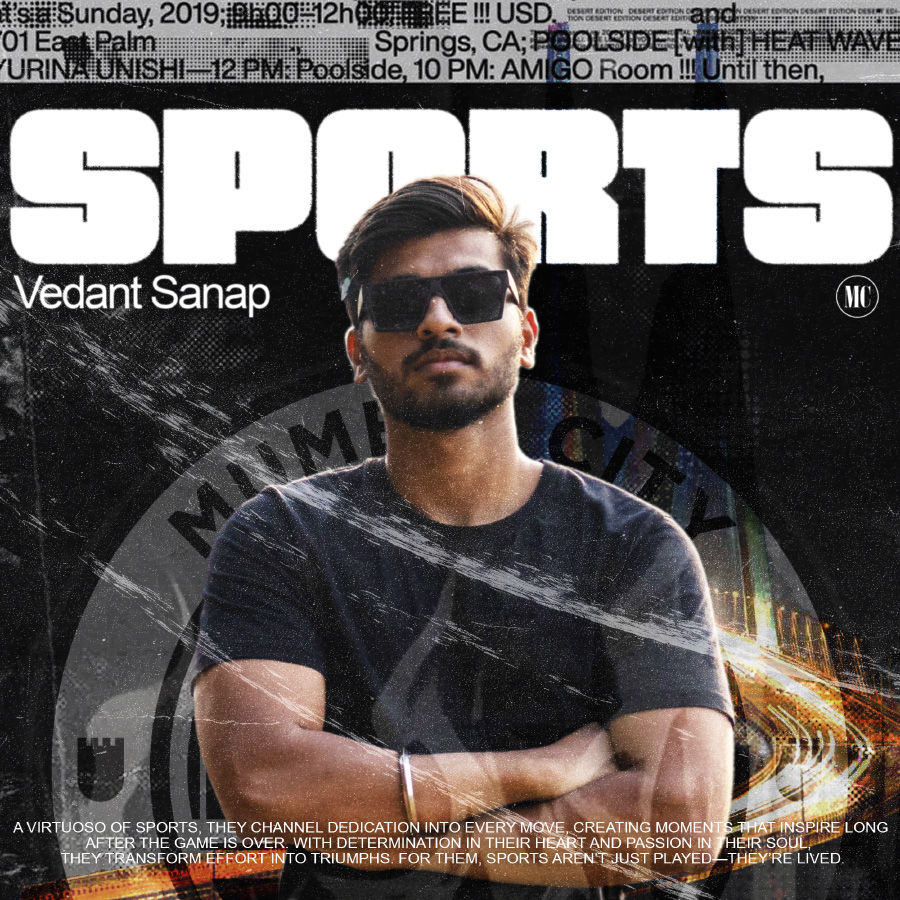 It's a Sunday, 2019; 9h00–12h00 FREE !!! USD. DESERT EDITION DESERT EDITION DESERT EDITION and
701 East Palm Springs, CA; POOLSIDE [with] HEAT WAVE
YURINA UNISHI—12 PM: Poolside, 10 PM: AMIGO Room !!! Until then,
SPORTS
Vedant Sanap
MC
CITY
A VIRTUOSO OF SPORTS, THEY CHANNEL DEDICATION INTO EVERY MOVE, CREATING MOMENTS THAT INSPIRE LONG
AFTER THE GAME IS OVER. WITH DETERMINATION IN THEIR HEART AND PASSION IN THEIR SOUL,
THEY TRANSFORM EFFORT INTO TRIUMPHS. FOR THEM, SPORTS AREN'T JUST PLAYED—THEY'RE LIVED.